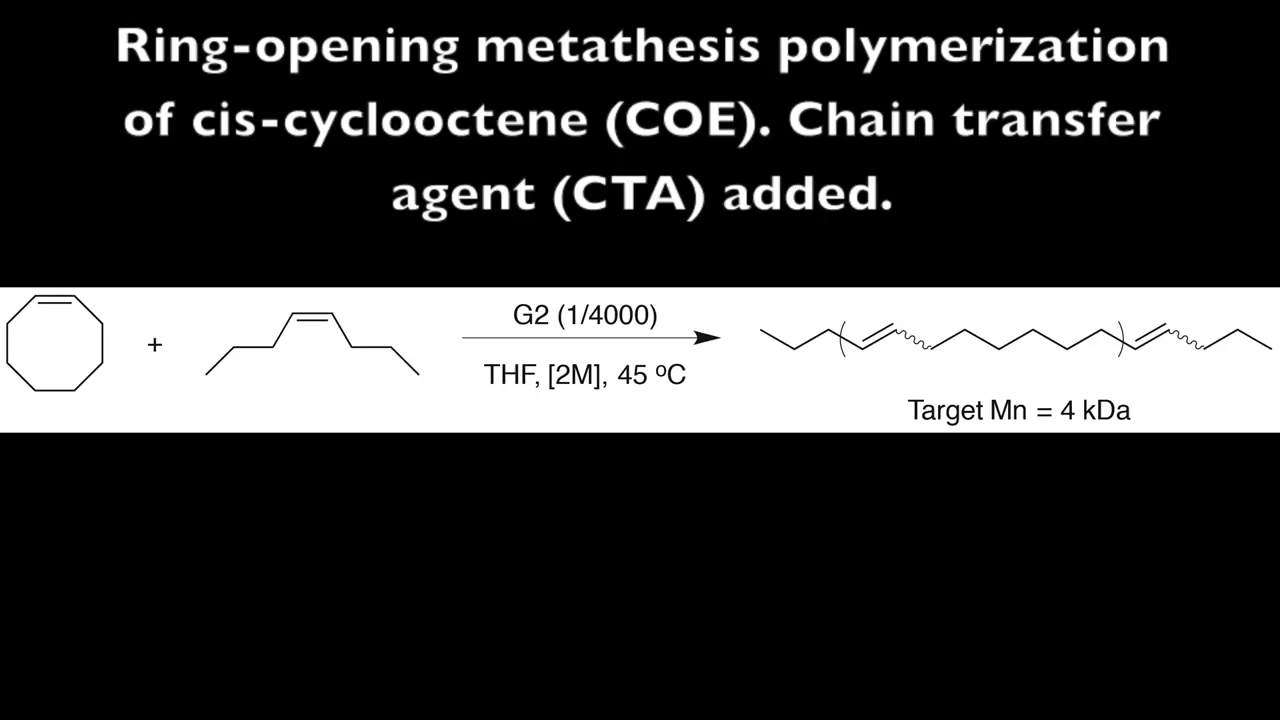 Ring-opening metathesis polymerization
of cis-cyclooctene (COE). Chain transfer
agent (CTA) added.
+
G2 (1/4000)
THF, [2M], 45 ºC
Target Mn = 4 kDa